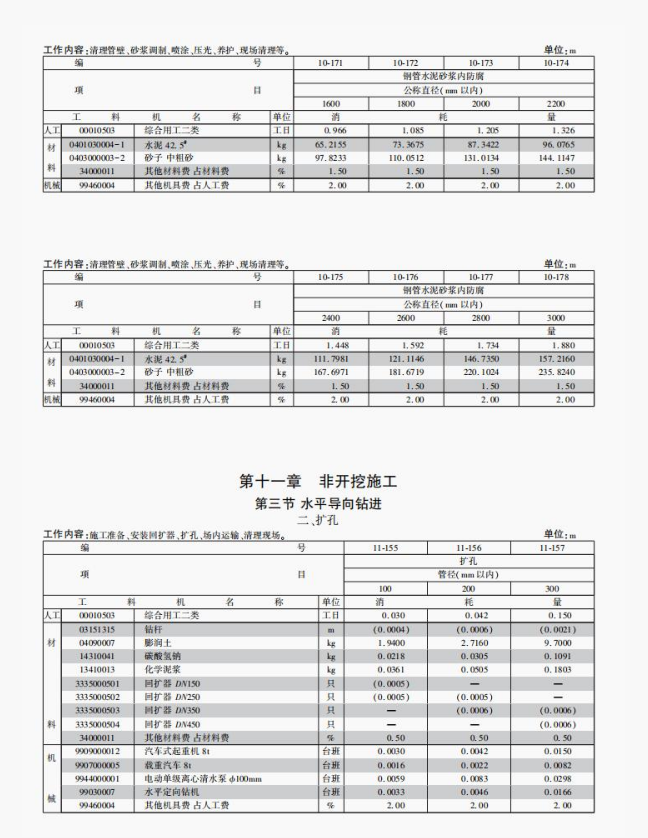 工作内容:清理管壁、砂浆调制、喷涂、压光、养护、现场清理等。 单位:m
编 号 10-171 10-172 10-173 10-174
项 目 钢管水泥砂浆内防腐
公称直径(mm以内)
1600 1800 2000 2200
工 料 机 名 称 单位 消 耗 量
人工 00010503 综合用工二类 工日 0.966 1.085 1.205 1.326
材料 0401030004-1 水泥 42.5# kg 65.2155 73.3675 87.3422 96.0765
0403000003-2 砂子 中粗砂 kg 97.8233 110.0512 131.0134 144.1147
34000011 其他材料费 占材料费 % 1.50 1.50 1.50 1.50
机械 99460004 其他机具费 占人工费 % 2.00 2.00 2.00 2.00
工作内容:清理管壁、砂浆调制、喷涂、压光、养护、现场清理等。 单位:m
编 号 10-175 10-176 10-177 10-178
项 目 钢管水泥砂浆内防腐
公称直径(mm以内)
2400 2600 2800 3000
工 料 机 名 称 单位 消 耗 量
人工 00010503 综合用工二类 工日 1.448 1.592 1.734 1.880
材料 0401030004-1 水泥 42.5# kg 111.7981 121.1146 146.7350 157.2160
0403000003-2 砂子 中粗砂 kg 167.6971 181.6719 220.1024 235.8240
34000011 其他材料费 占材料费 % 1.50 1.50 1.50 1.50
机械 99460004 其他机具费 占人工费 % 2.00 2.00 2.00 2.00
第十一章 非开挖施工
第三节 水平导向钻进
二、扩孔
工作内容:施工准备、安装回扩器、扩孔、场内运输、清理现场。 单位:m
编 号 11-155 11-156 11-157
项 目 扩孔
管径(mm以内)
100 200 300
工 料 机 名 称 单位 消 耗 量
人工 00010503 综合用工二类 工日 0.030 0.042 0.150
材料 03151315 钻杆 m (0.0004) (0.0006) (0.0021)
04090007 膨润土 kg 1.9400 2.7160 9.7000
14310041 碳酸氢钠 kg 0.0218 0.0305 0.1091
13410013 化学泥浆 kg 0.0361 0.0505 0.1803
3335000501 回扩器 DN150 只 (0.0005) — —
3335000502 回扩器 DN250 只 (0.0005) (0.0005) —
3335000503 回扩器 DN350 只 — (0.0006) (0.0006)
3335000504 回扩器 DN450 只 — — (0.0006)
34000011 其他材料费 占材料费 % 0.50 0.50 0.50
机械 9909000012 汽车式起重机 8t 台班 0.0030 0.0042 0.0150
9907000005 载重汽车 8t 台班 0.0016 0.0022 0.0082
9944000001 电动单级离心清水泵 ф100mm 台班 0.0059 0.0083 0.0298
99030007 水平定向钻机 台班 0.0033 0.0046 0.0166
99460004 其他机具费 占人工费 % 2.00 2.00 2.00